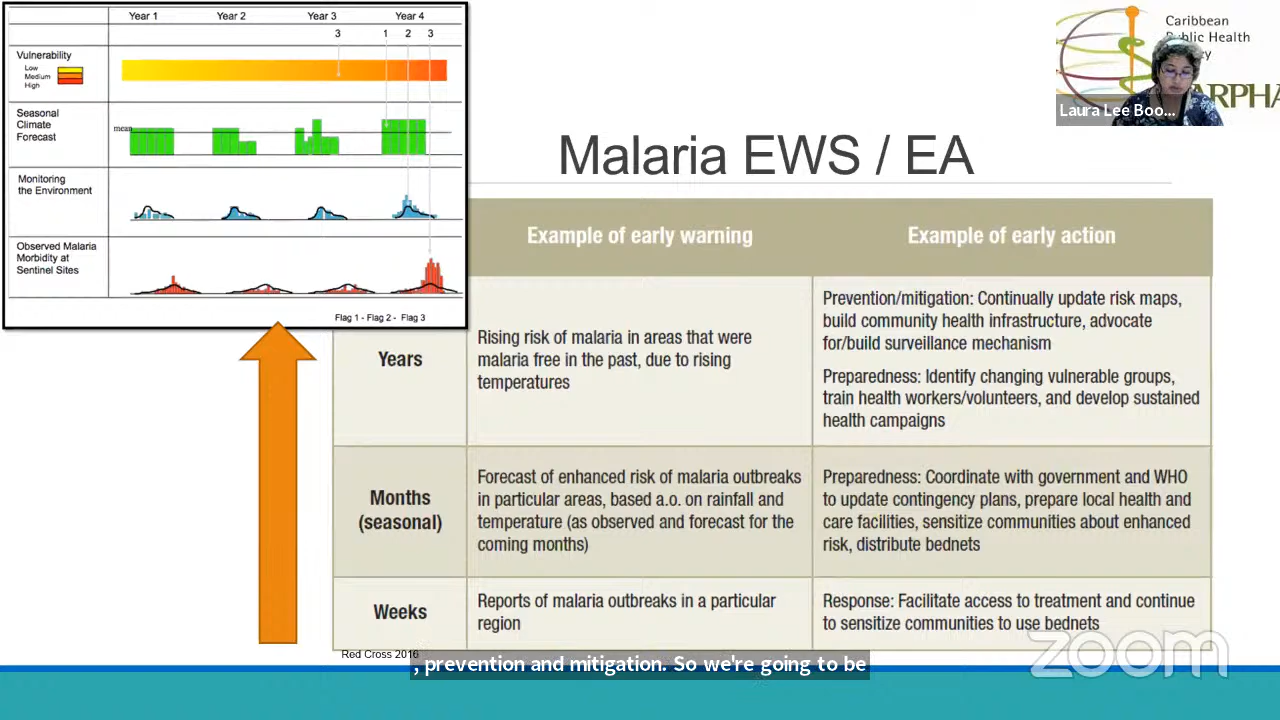 Year 1 Year 2 Year 3 Year 4
3 1 2 3
Vulnerability
Low
Medium
High
Seasonal
Climate
Forecast
mean
Monitoring
the Environment
Observed Malaria
Morbidity at
Sentinel Sites
Flag 1 - Flag 2 - Flag 3
Caribbean
Public Health
ARPHA
Laura Lee Boo...
Malaria EWS / EA
Example of early warning
Example of early action
Years
Rising risk of malaria in areas that were
malaria free in the past, due to rising
temperatures
Prevention/mitigation: Continually update risk maps,
build community health infrastructure, advocate
for/build surveillance mechanism
Preparedness: Identify changing vulnerable groups,
train health workers/volunteers, and develop sustained
health campaigns
Months
(seasonal)
Forecast of enhanced risk of malaria outbreaks
in particular areas, based a.o. on rainfall and
temperature (as observed and forecast for the
coming months)
Preparedness: Coordinate with government and WHO
to update contingency plans, prepare local health and
care facilities, sensitize communities about enhanced
risk, distribute bednets
Weeks
Reports of malaria outbreaks in a particular
region
Response: Facilitate access to treatment and continue
to sensitize communities to use bednets
zoom
Red Cross 2016
, prevention and mitigation. So we're going to be